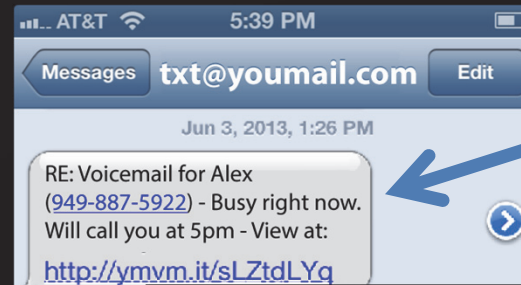 AT&T 5:39 PM
Messages txt@youmail.com Edit
Jun 3, 2013, 1:26 PM
RE: Voicemail for Alex
(949-887-5922) - Busy right now.
Will call you at 5pm - View at:
http://ymvm.it/sLZtdLYq